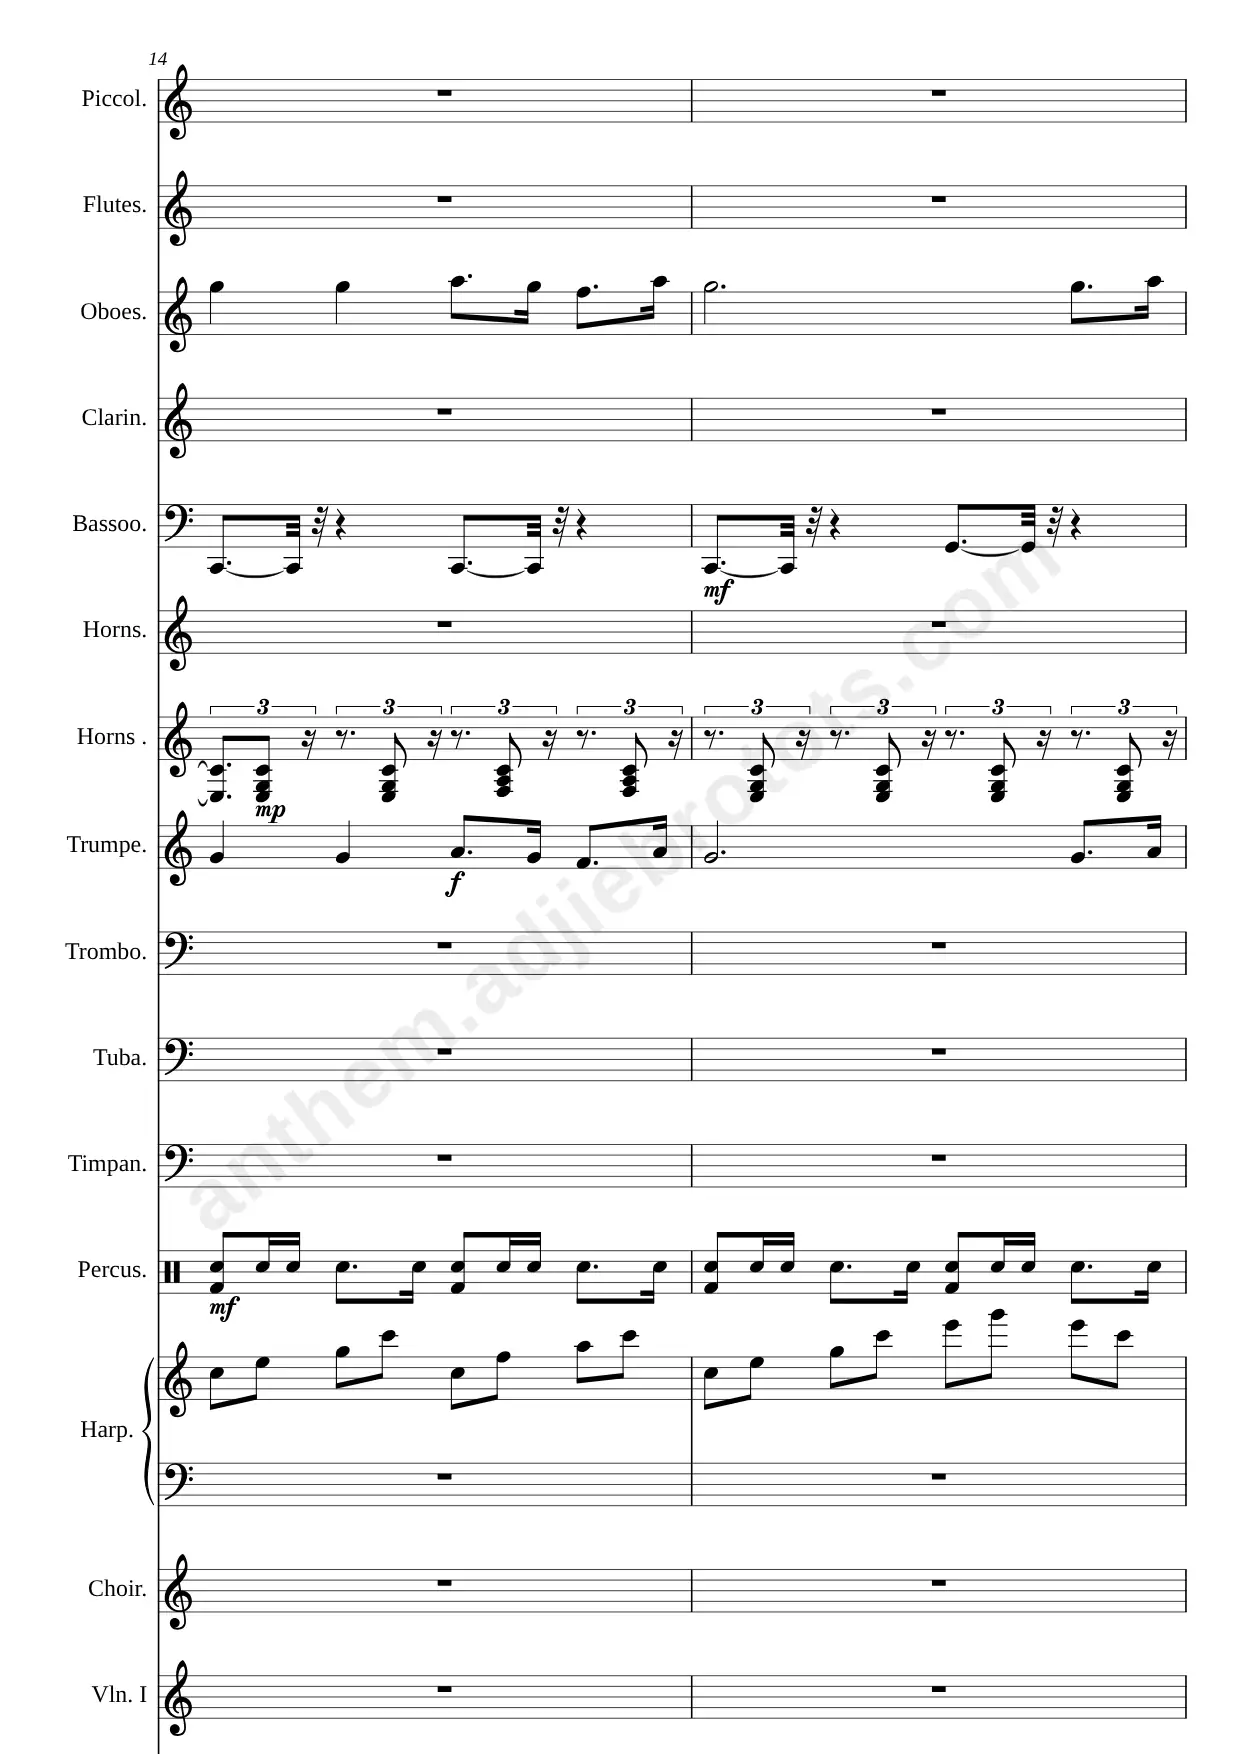 14
Piccol.
Flutes.
Oboes.
Clarin.
Bassoo.
mf
Horns.
3 3 3 3 3 3 3 3
Horns .
mp
Trumpe.
f
Trombo.
Tuba.
Timpan.
Percus.
mf
Harp.
Choir.
Vln. I
anthem.adjiebrotots.com